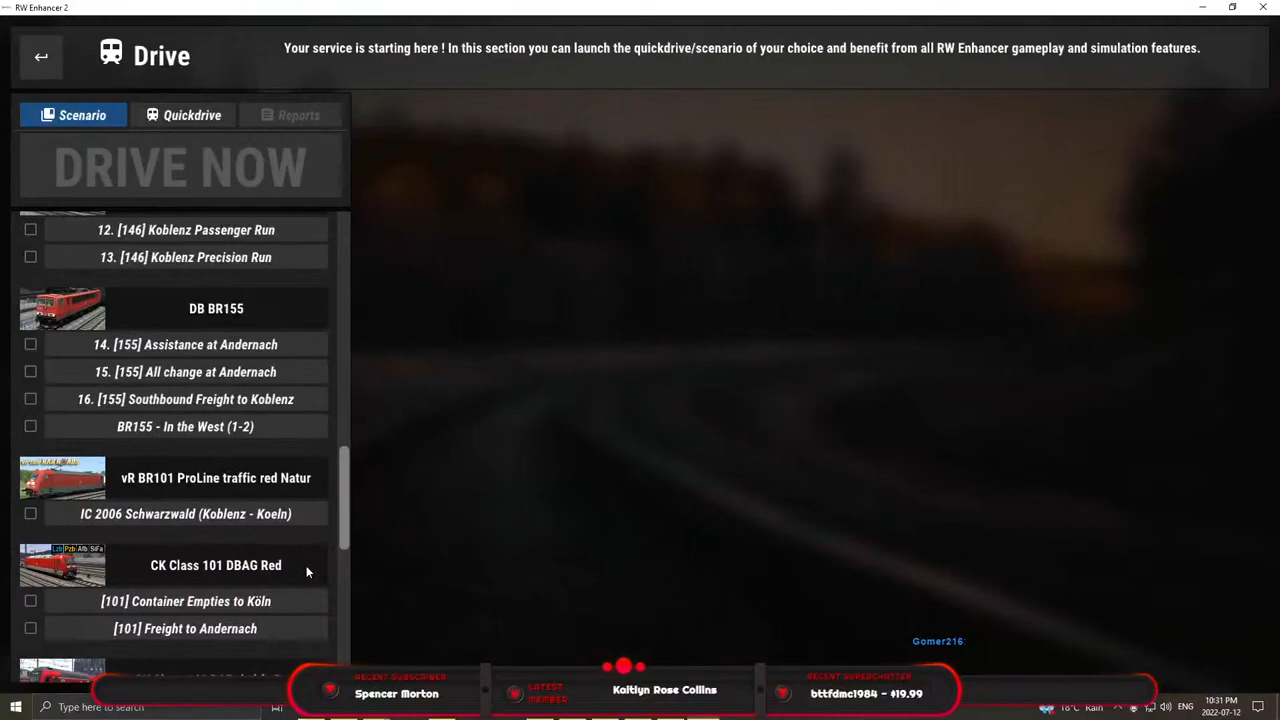 RW Enhancer 2
Drive
Your service is starting here ! In this section you can launch the quickdrive/scenario of your choice and benefit from all RW Enhancer gameplay and simulation features.
Scenario
Quickdrive
Reports
DRIVE NOW
12. [146] Koblenz Passenger Run
13. [146] Koblenz Precision Run
DB BR155
14. [155] Assistance at Andernach
15. [155] All change at Andernach
16. [155] Southbound Freight to Koblenz
BR155 - In the West (1-2)
vR BR101 ProLine traffic red Natur
IC 2006 Schwarzwald (Koblenz - Koeln)
Lzb Pzb Afb SiFa
CK Class 101 DBAG Red
[101] Container Empties to Köln
[101] Freight to Andernach
Gomer216
RECENT SUBSCRIBER
Spencer Morton
LATEST MEMBER
Kaitlyn Rose Collins
RECENT SUPERCHATTER
bttfdmc1984 - $19.99
Type here to search
16°C Rain
ENG
10:31 PM
2022-07-12